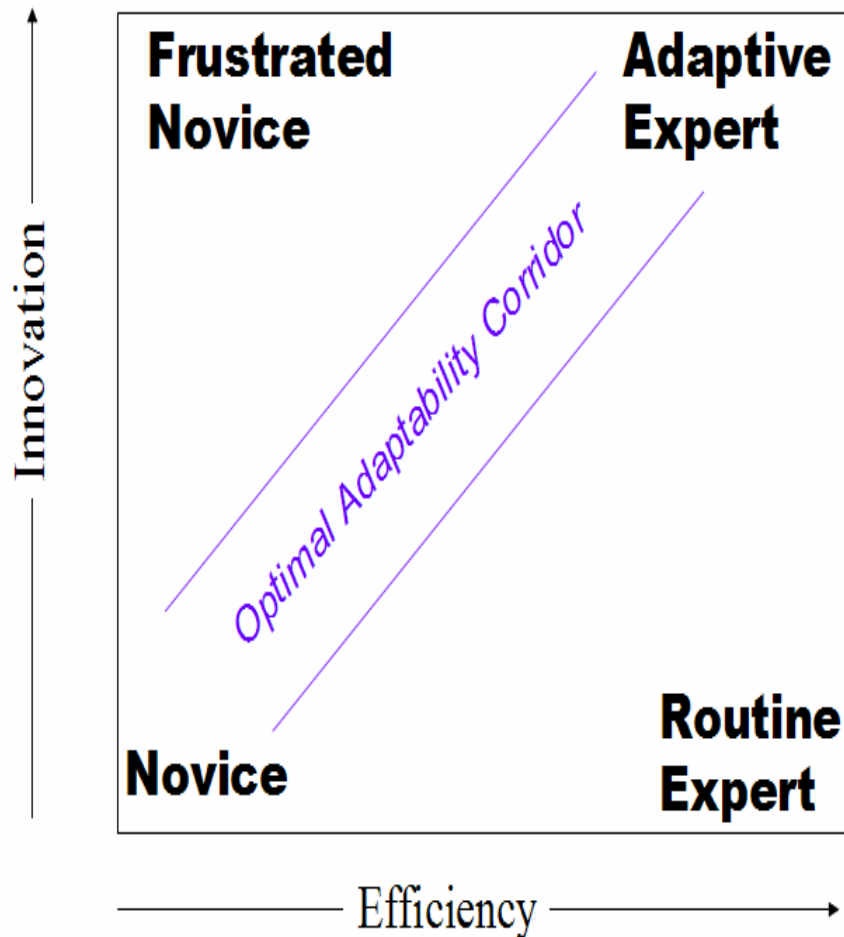 Frustrated
Novice
Adaptive
Expert
Innovation
Optimal Adaptability Corridor
Novice
Routine
Expert
Efficiency